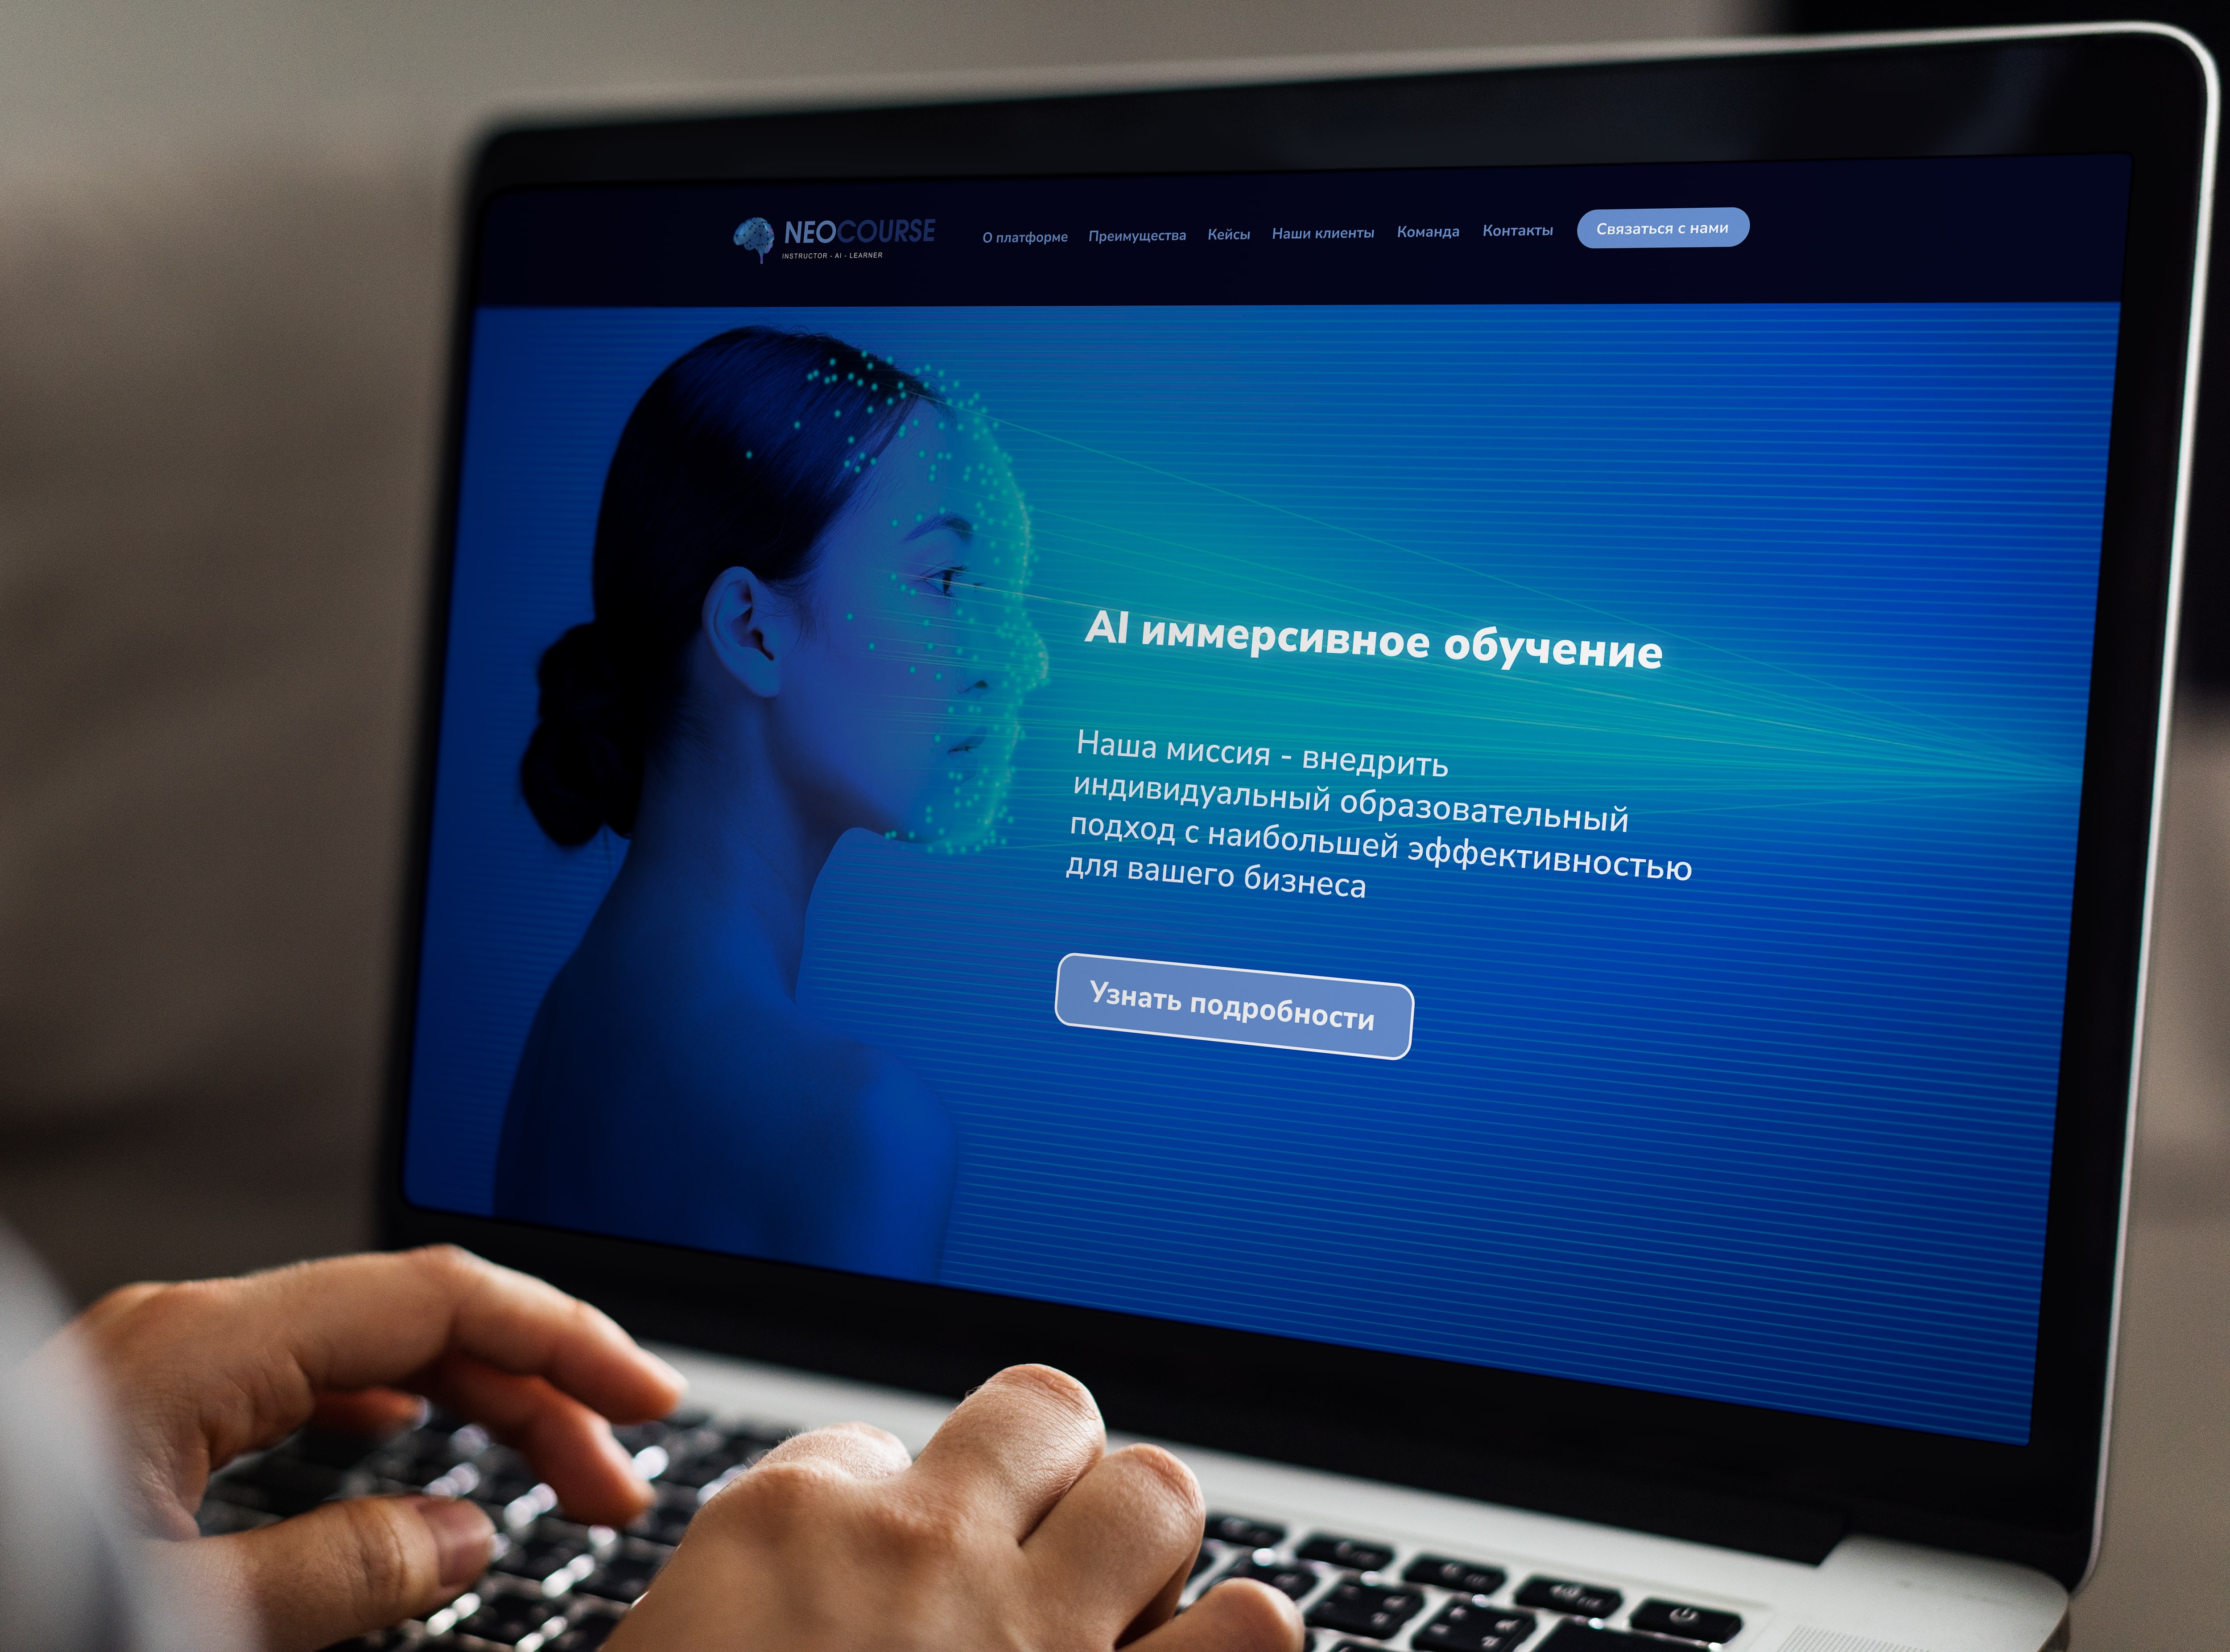 NEOCOURSE
INSTRUCTOR - AI - LEARNER
О платформе Преимущества Кейсы Наши клиенты Команда Контакты Связаться с нами
AI иммерсивное обучение
Наша миссия - внедрить
индивидуальный образовательный
подход с наибольшей эффективностью
для вашего бизнеса
Узнать подробности